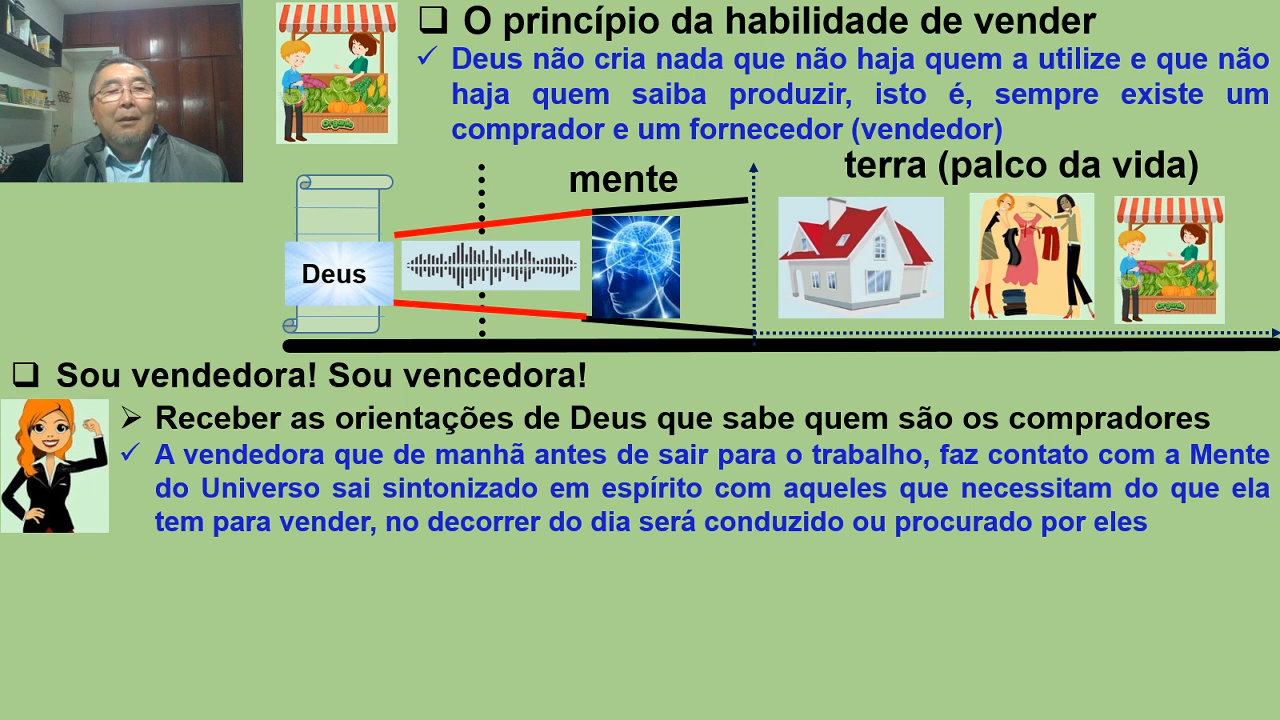 O princípio da habilidade de vender
Deus não cria nada que não haja quem a utilize e que não
haja quem saiba produzir, isto é, sempre existe um
comprador e um fornecedor (vendedor)
mente
terra (palco da vida)
Deus
Organic
Organic
Sou vendedora! Sou vencedora!
Receber as orientações de Deus que sabe quem são os compradores
A vendedora que de manhã antes de sair para o trabalho, faz contato com a Mente
do Universo sai sintonizado em espírito com aqueles que necessitam do que ela
tem para vender, no decorrer do dia será conduzido ou procurado por eles